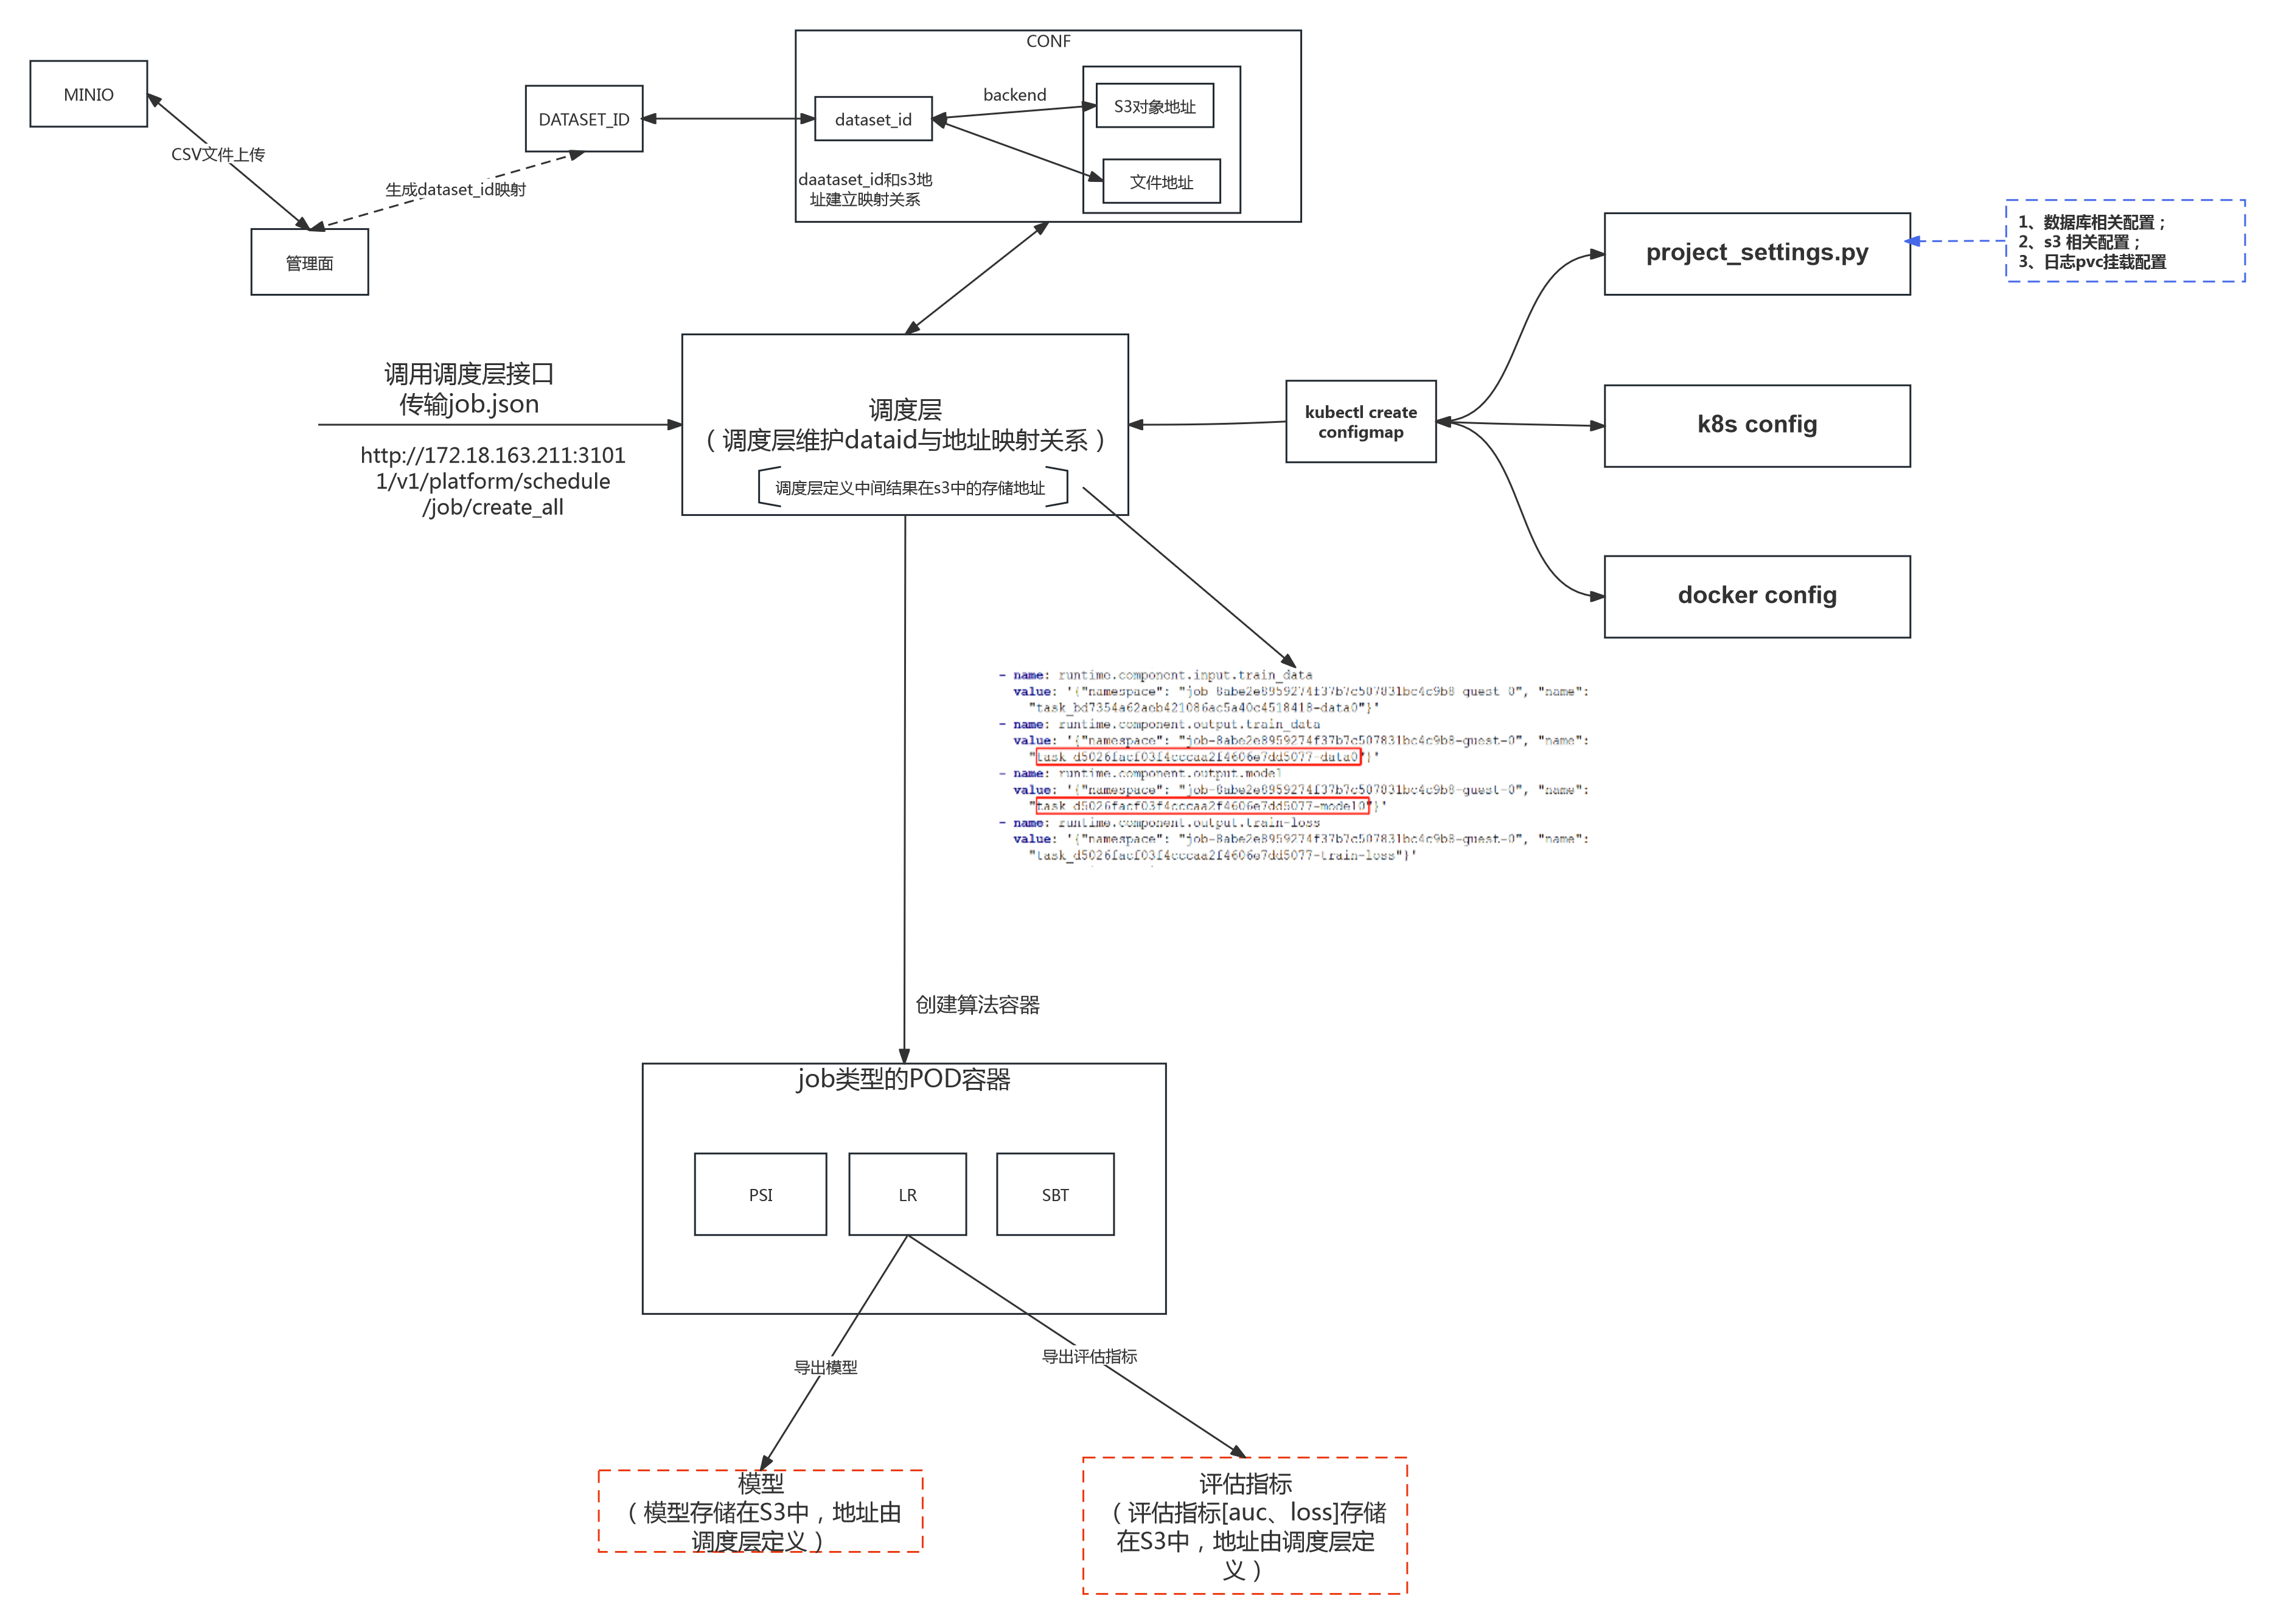 CONF
MINIO
DATASET_ID
dataset_id
backend
S3对象地址
文件地址
daataset_id和s3地
址建立映射关系
CSV文件上传
生成dataset_id映射
管理面
project_settings.py
1、数据库相关配置；
2、s3 相关配置；
3、日志pvc挂载配置
调用调度层接口
传输job.json
http://172.18.163.211:3101
1/v1/platform/schedule
/job/create_all
调度层
（调度层维护dataid与地址映射关系）
调度层定义中间结果在s3中的存储地址
kubectl create
configmap
k8s config
docker config
- name: runtime.component.input.train_data
value: '{"namespace": "job-8abe2e8959274f37b7c507831bc4c9b8-guest-0", "name":
"task_bd7354a62aeb421086ac5a40c4518418-data0"}'
- name: runtime.component.output.train_data
value: '{"namespace": "job-8abe2e8959274f37b7c507831bc4c9b8-guest-0", "name":
"task_d5026facf03f4cccaa2f4606e7dd5077-data0"}'
- name: runtime.component.output.model
value: '{"namespace": "job-8abe2e8959274f37b7c507831bc4c9b8-guest-0", "name":
"task_d5026facf03f4cccaa2f4606e7dd5077-model0"}'
- name: runtime.component.output.train-loss
value: '{"namespace": "job-8abe2e8959274f37b7c507831bc4c9b8-guest-0", "name":
"task_d5026facf03f4cccaa2f4606e7dd5077-train-loss"}'
创建算法容器
job类型的POD容器
PSI
LR
SBT
导出模型
导出评估指标
模型
（模型存储在S3中，地址由
调度层定义）
评估指标
（评估指标[auc、loss]存储
在S3中，地址由调度层定
义）